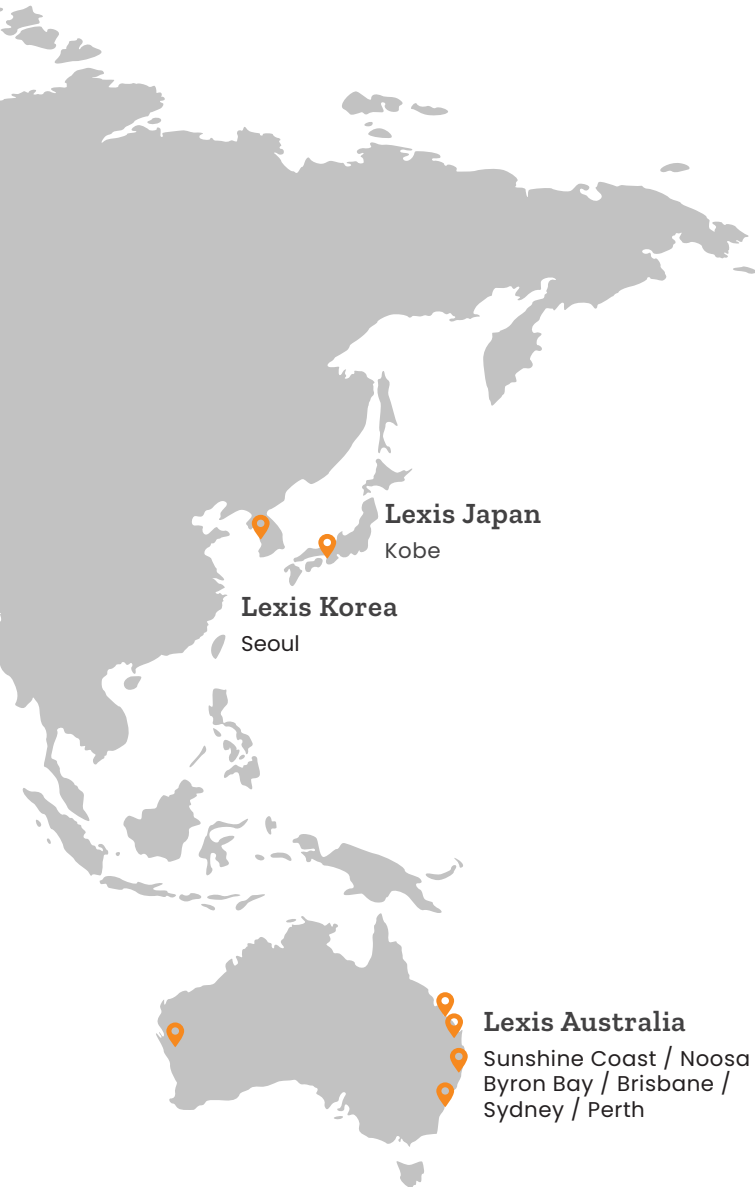 Lexis Japan
Kobe
Lexis Korea
Seoul
Lexis Australia
Sunshine Coast / Noosa
Byron Bay / Brisbane /
Sydney / Perth